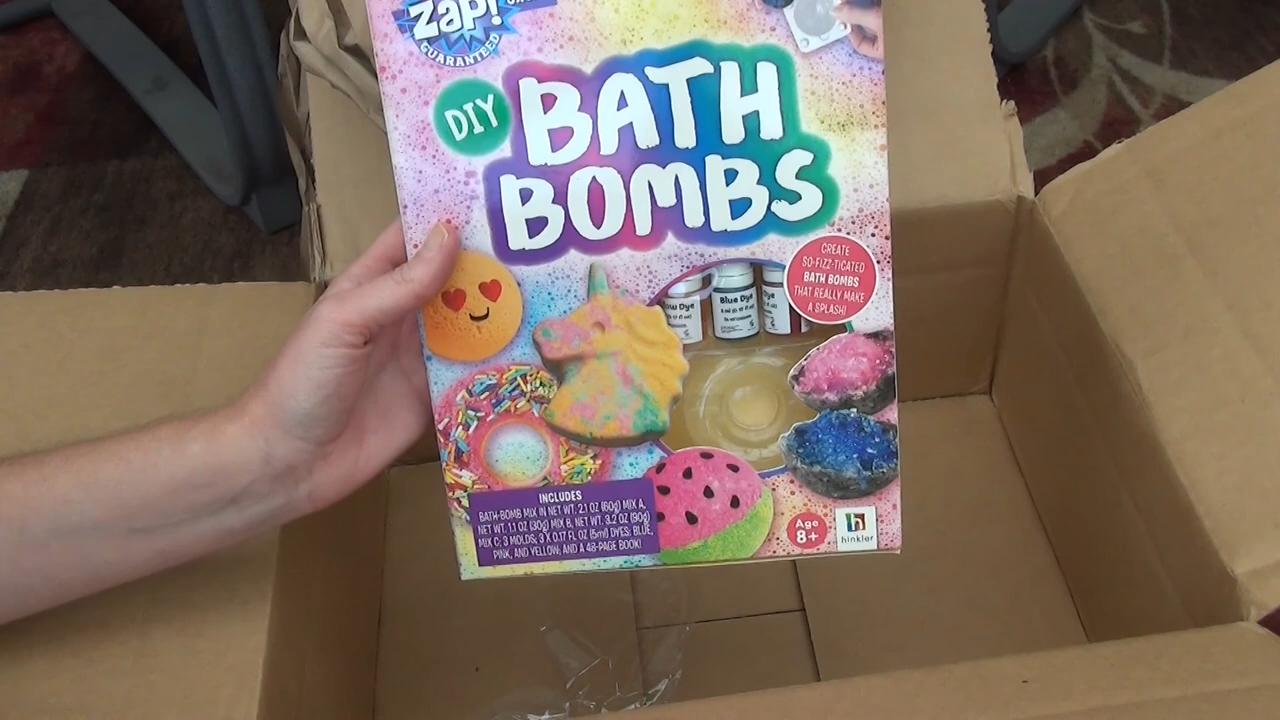 zap!
GUARANTEED
DIY
BATH
BOMBS
CREATE
SO-FIZZ-TICATED
BATH BOMBS
THAT REALLY MAKE
A SPLASH!
ow Dye
Blue Dye
Dye
INCLUDES
BATH-BOMB MIX IN NET WT. 2.1 OZ (60g) MIX A,
NET WT. 1.1 OZ (30g) MIX B, NET WT. 3.2 OZ (90g)
MIX C; 3 MOLDS; 3 X 0.17 FL OZ (5ml) DYES: BLUE,
PINK, AND YELLOW; AND A 48-PAGE BOOK!
Age
8+
h
hinkler